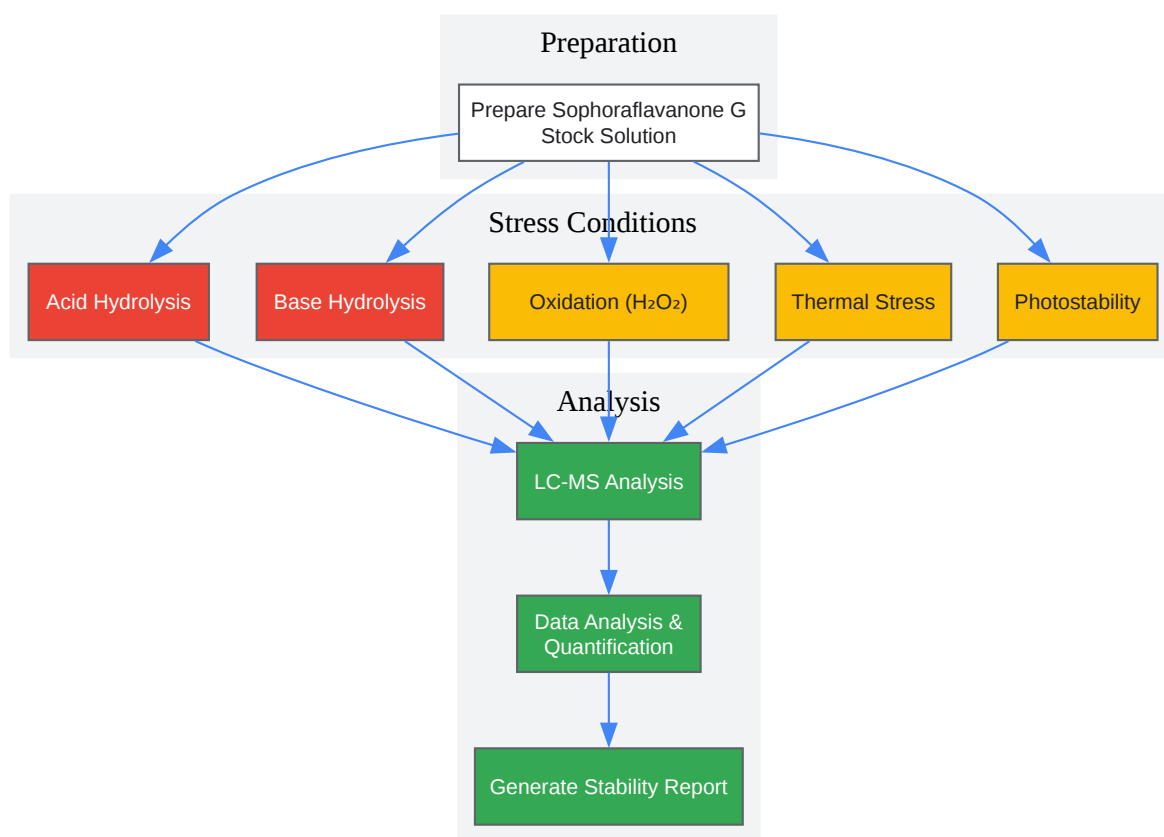 Preparation
Prepare Sophoraflavanone G
Stock Solution
Stress Conditions
Acid Hydrolysis
Base Hydrolysis
Oxidation (H₂O₂)
Thermal Stress
Photostability
Analysis
LC-MS Analysis
Data Analysis &
Quantification
Generate Stability Report